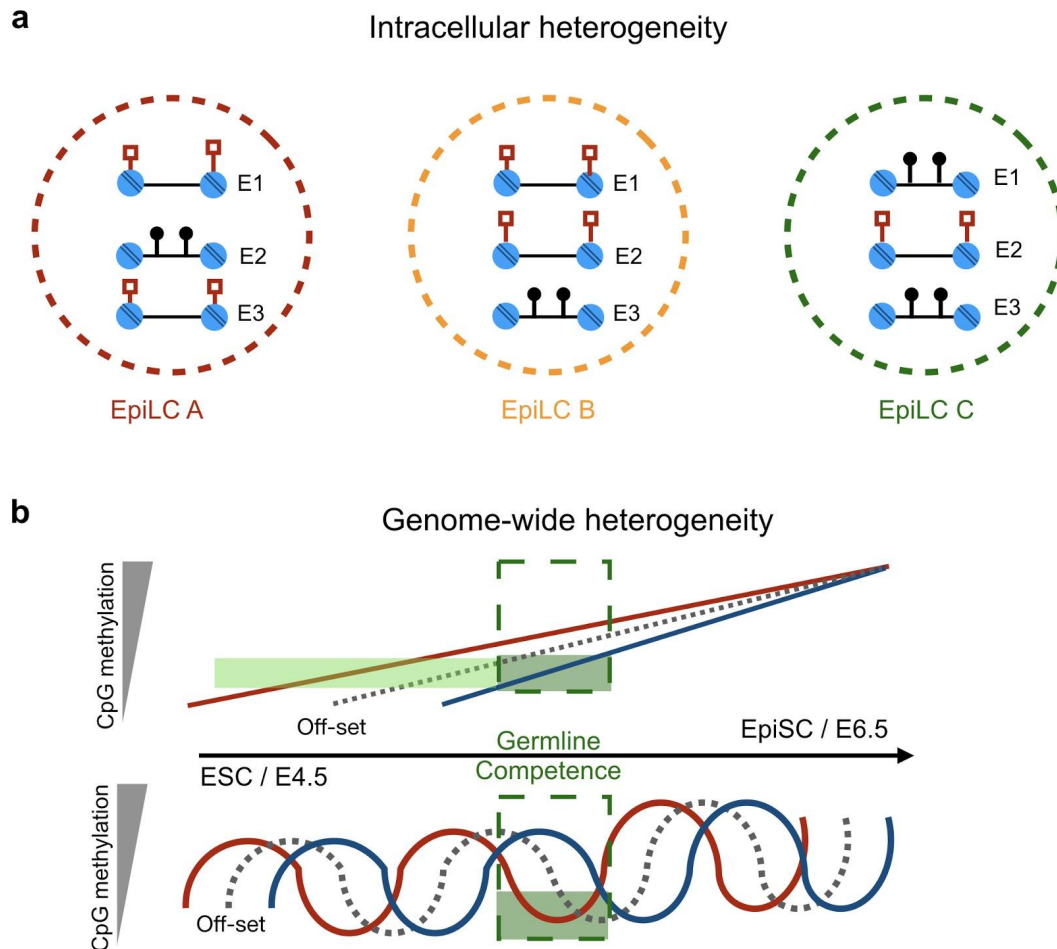 a
Intracellular heterogeneity
E1
E2
E3
EpiLC A
E1
E2
E3
EpiLC B
E1
E2
E3
EpiLC C
b
Genome-wide heterogeneity
CpG methylation
Off-set
Germline
Competence
EpiSC / E6.5
ESC / E4.5
CpG methylation
Off-set